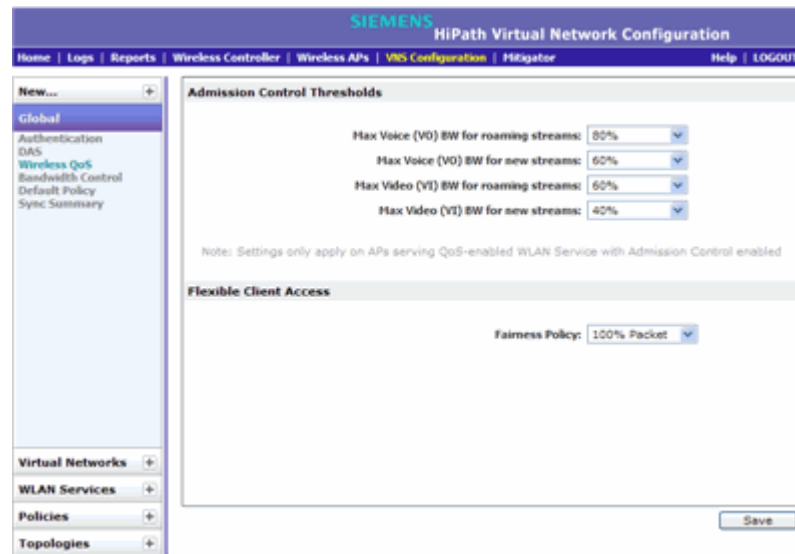 SIEMENS
HiPath Virtual Network Configuration
Home | Logs | Reports | Wireless Controller | Wireless APs | VNS Configuration | Mitigator Help | LOGOUT
New... +
Global
Authentication
DAS
Wireless QoS
Bandwidth Control
Default Policy
Sync Summary
Virtual Networks +
WLAN Services +
Policies +
Topologies +
Admission Control Thresholds
Max Voice (VO) BW for roaming streams: 80%
Max Voice (VO) BW for new streams: 60%
Max Video (VI) BW for roaming streams: 60%
Max Video (VI) BW for new streams: 40%
Note: Settings only apply on APs serving QoS-enabled WLAN Service with Admission Control enabled
Flexible Client Access
Fairness Policy: 100% Packet
Save